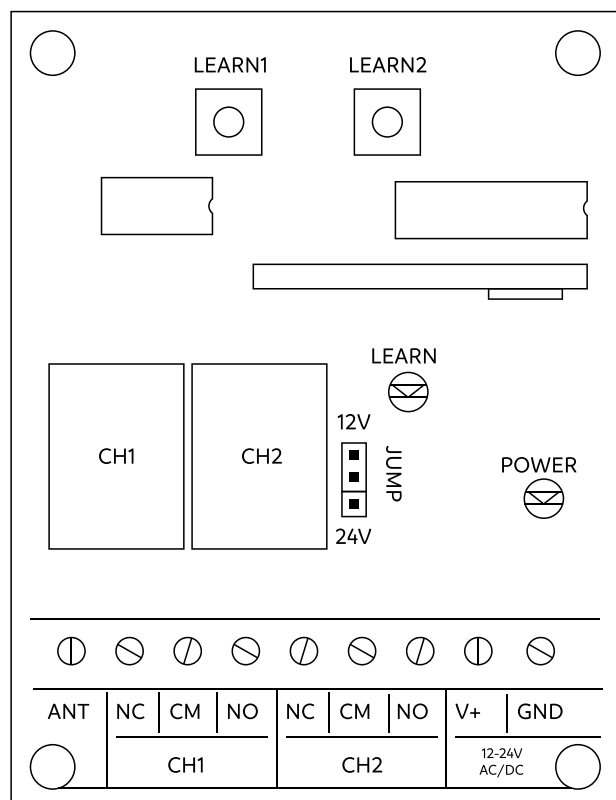 LEARN1 LEARN2
LEARN
12V
CH1 CH2 JUMP
POWER
24V
ANT NC CM NO NC CM NO V+ GND
CH1 CH2 12-24V
AC/DC